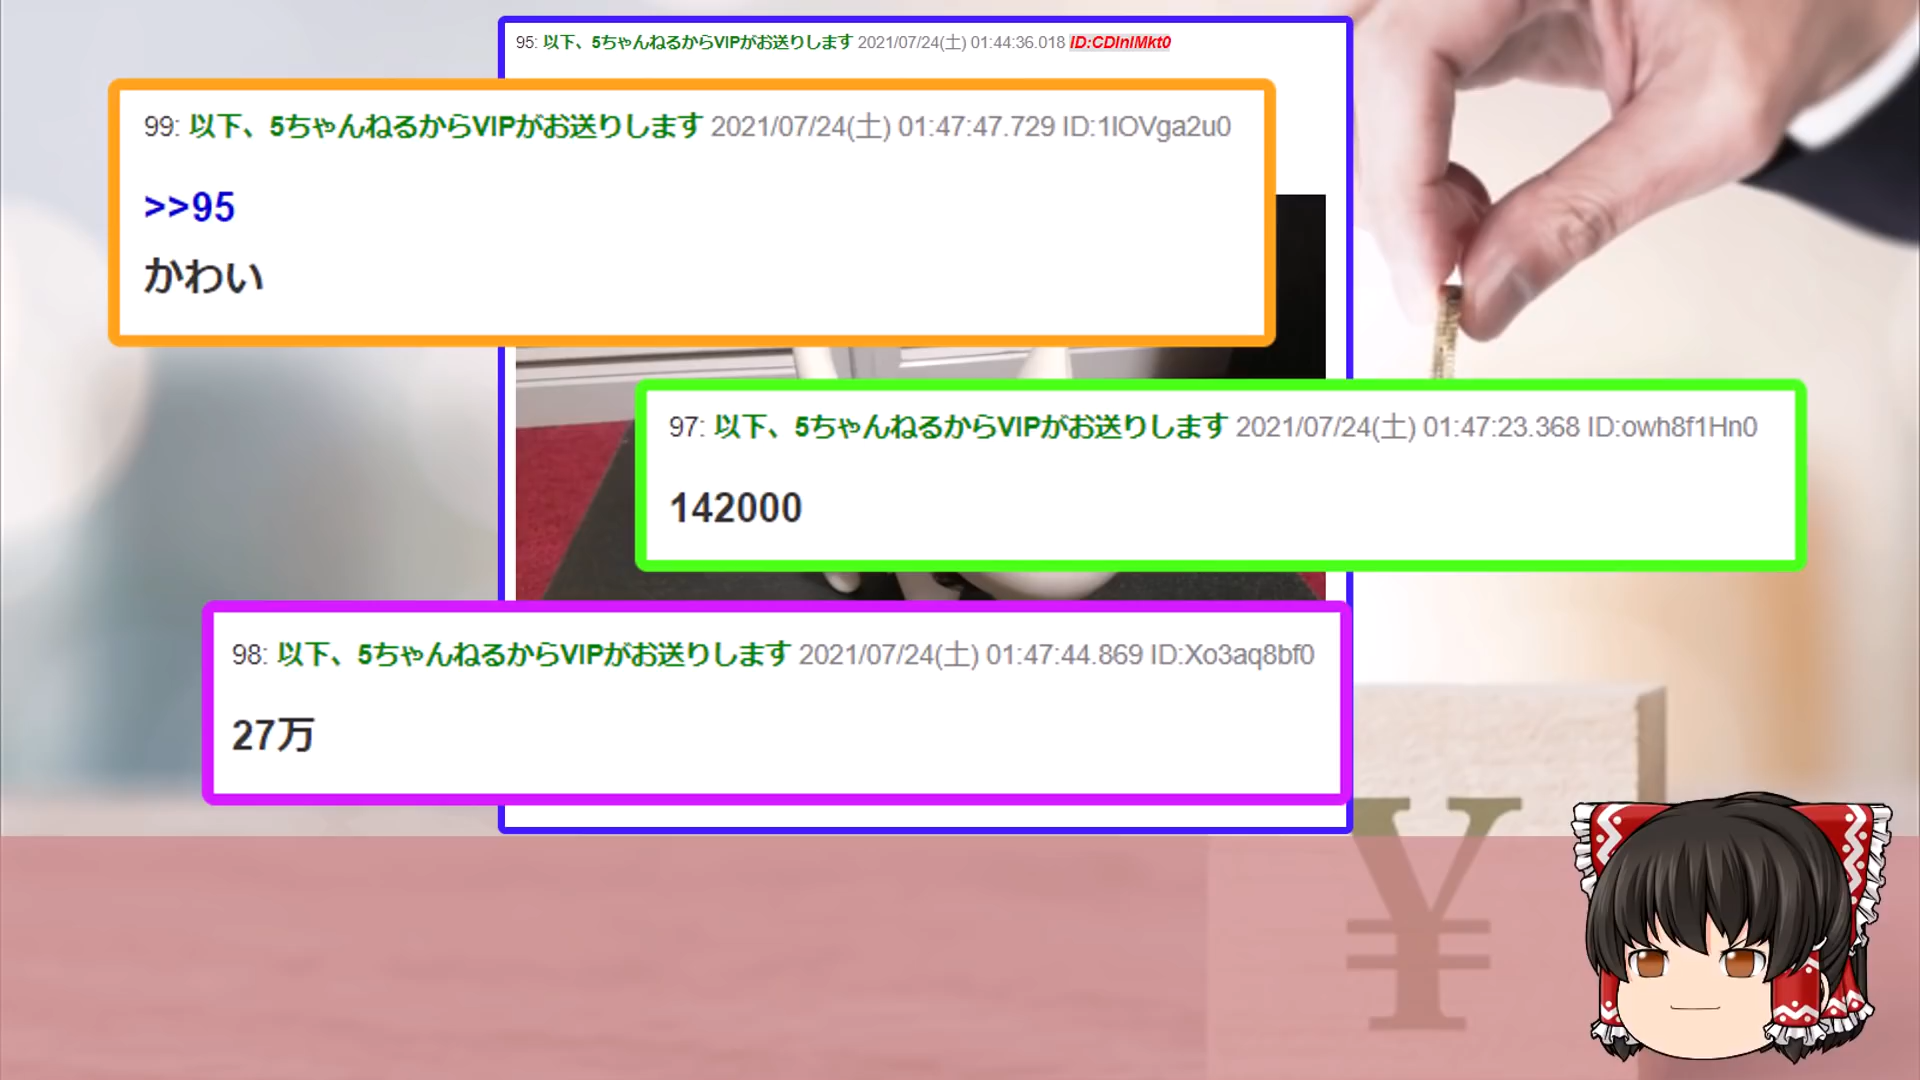 95: 以下、5ちゃんねるからVIPがお送りします 2021/07/24(土) 01:44:36.018 ID:CDInIMkt0
99: 以下、5ちゃんねるからVIPがお送りします 2021/07/24(土) 01:47:47.729 ID:1IOVga2u0
>>95
かわい
97: 以下、5ちゃんねるからVIPがお送りします 2021/07/24(土) 01:47:23.368 ID:owh8f1Hn0
142000
98: 以下、5ちゃんねるからVIPがお送りします 2021/07/24(土) 01:47:44.869 ID:Xo3aq8bf0
27万
¥